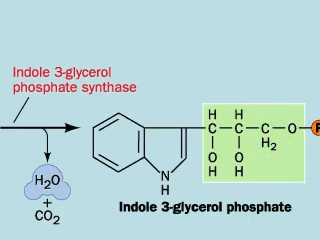 Indole 3-glycerol
phosphate synthase
H H
C C C O P
H2
O O
H H
N
H
H2O
+
CO2
Indole 3-glycerol phosphate